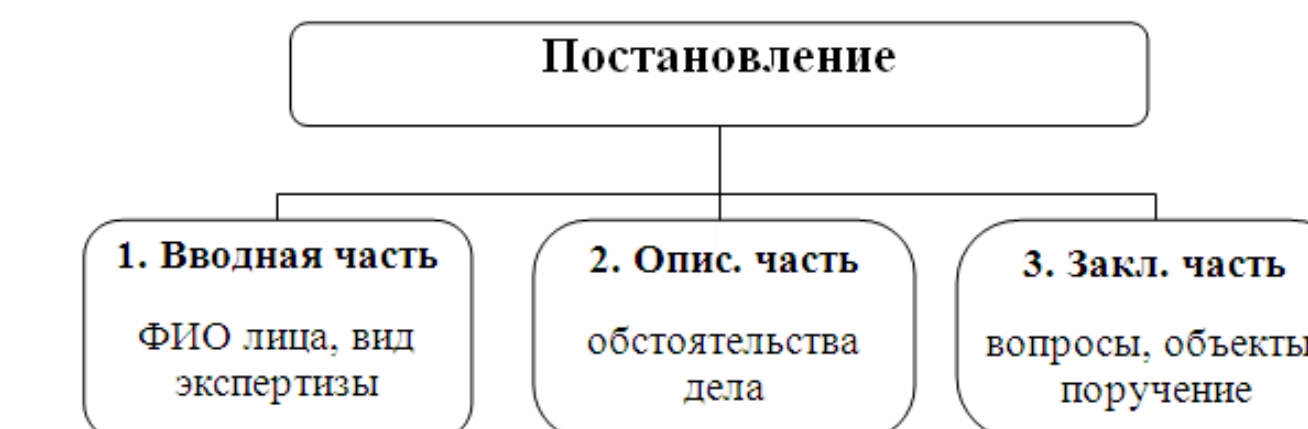 Постановление
1. Вводная часть
ФИО лица, вид
экспертизы
2. Опис. часть
обстоятельства
дела
3. Закл. часть
вопросы, объекты
поручение